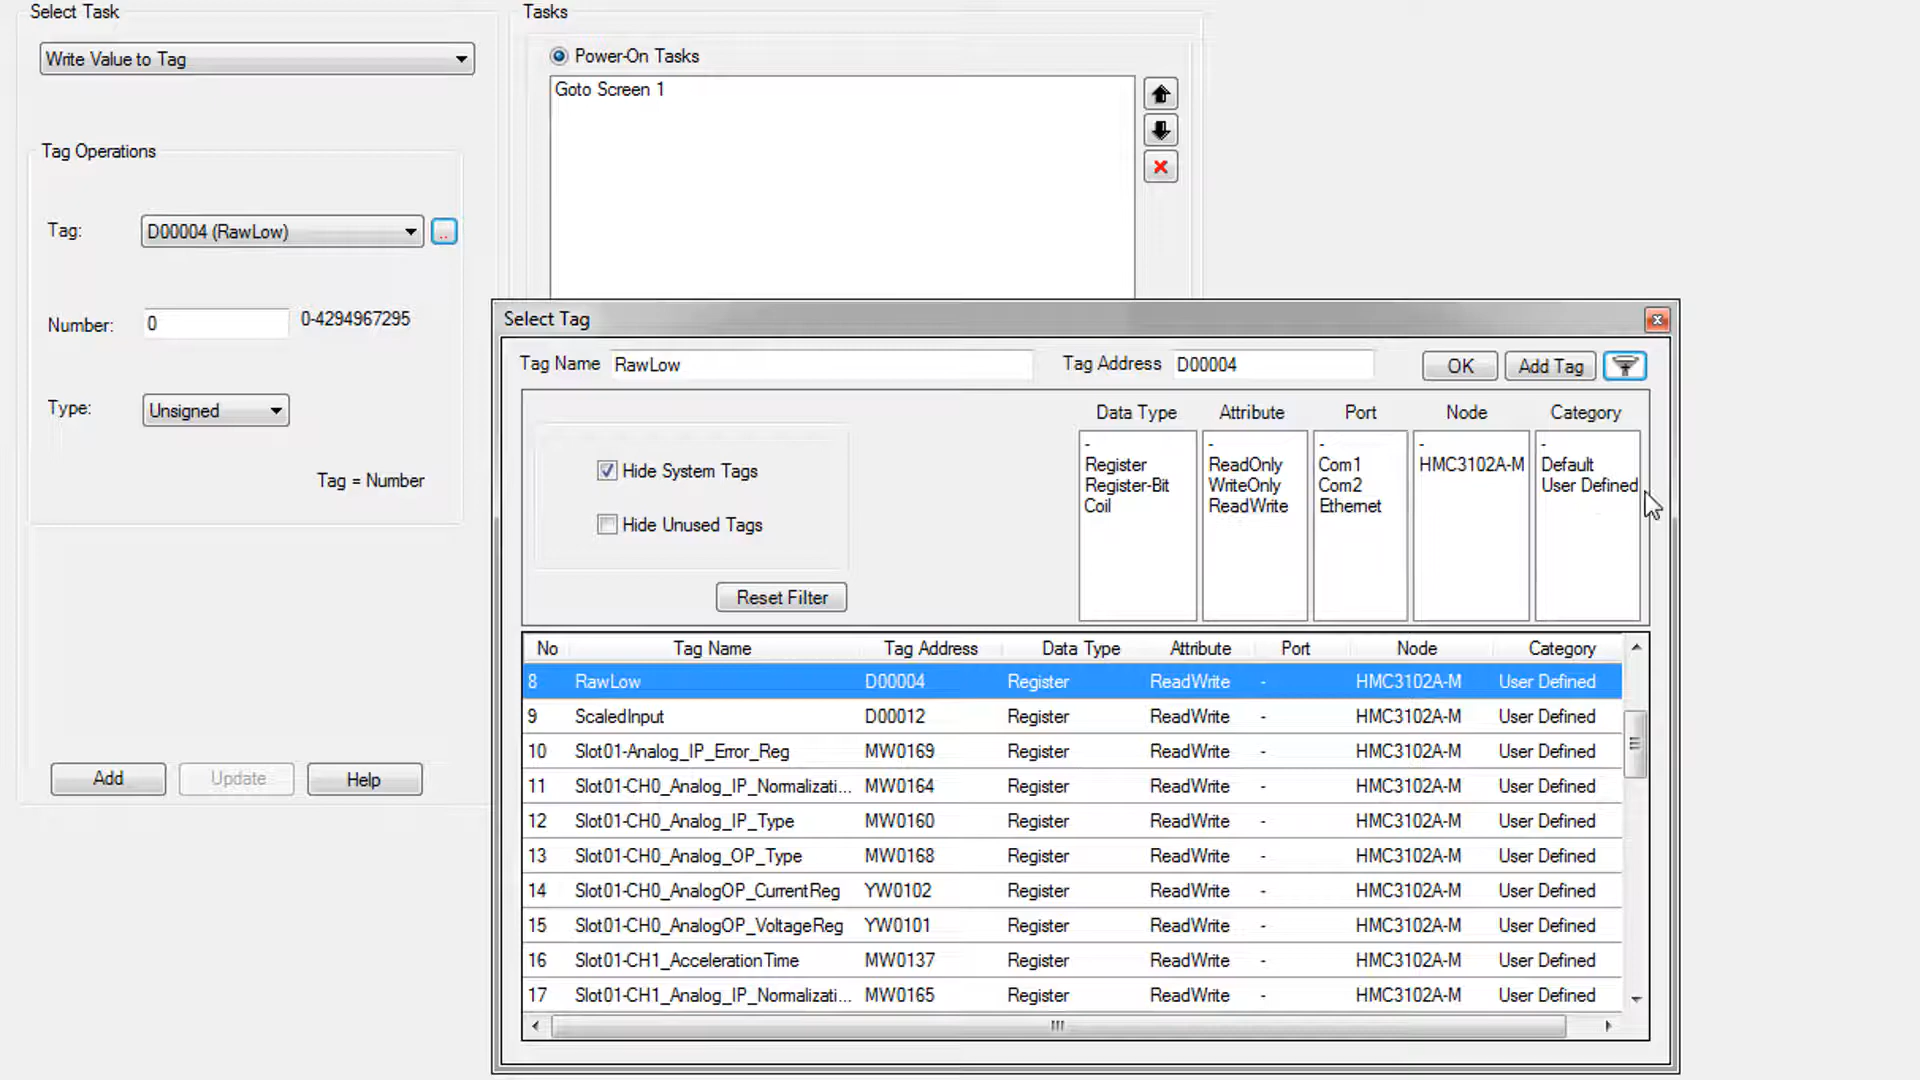 Select Task
Write Value to Tag
Tag Operations
Tag: D00004 (RawLow) ..
Number: 0 0-4294967295
Type: Unsigned
Tag = Number
Add Update Help
Tasks
Power-On Tasks
Goto Screen 1
Select Tag
Tag Name RawLow Tag Address D00004 OK Add Tag
Hide System Tags
Hide Unused Tags
Reset Filter
Data Type Attribute Port Node Category
- - - - -
Register ReadOnly Com1 HMC3102A-M Default
Register-Bit WriteOnly Com2 User Defined
Coil ReadWrite Ethernet
No Tag Name Tag Address Data Type Attribute Port Node Category
8 RawLow D00004 Register ReadWrite - HMC3102A-M User Defined
9 ScaledInput D00012 Register ReadWrite - HMC3102A-M User Defined
10 Slot01-Analog_IP_Error_Reg MW0169 Register ReadWrite - HMC3102A-M User Defined
11 Slot01-CH0_Analog_IP_Normalizati... MW0164 Register ReadWrite - HMC3102A-M User Defined
12 Slot01-CH0_Analog_IP_Type MW0160 Register ReadWrite - HMC3102A-M User Defined
13 Slot01-CH0_Analog_OP_Type MW0168 Register ReadWrite - HMC3102A-M User Defined
14 Slot01-CH0_AnalogOP_CurrentReg YW0102 Register ReadWrite - HMC3102A-M User Defined
15 Slot01-CH0_AnalogOP_VoltageReg YW0101 Register ReadWrite - HMC3102A-M User Defined
16 Slot01-CH1_AccelerationTime MW0137 Register ReadWrite - HMC3102A-M User Defined
17 Slot01-CH1_Analog_IP_Normalizati... MW0165 Register ReadWrite - HMC3102A-M User Defined